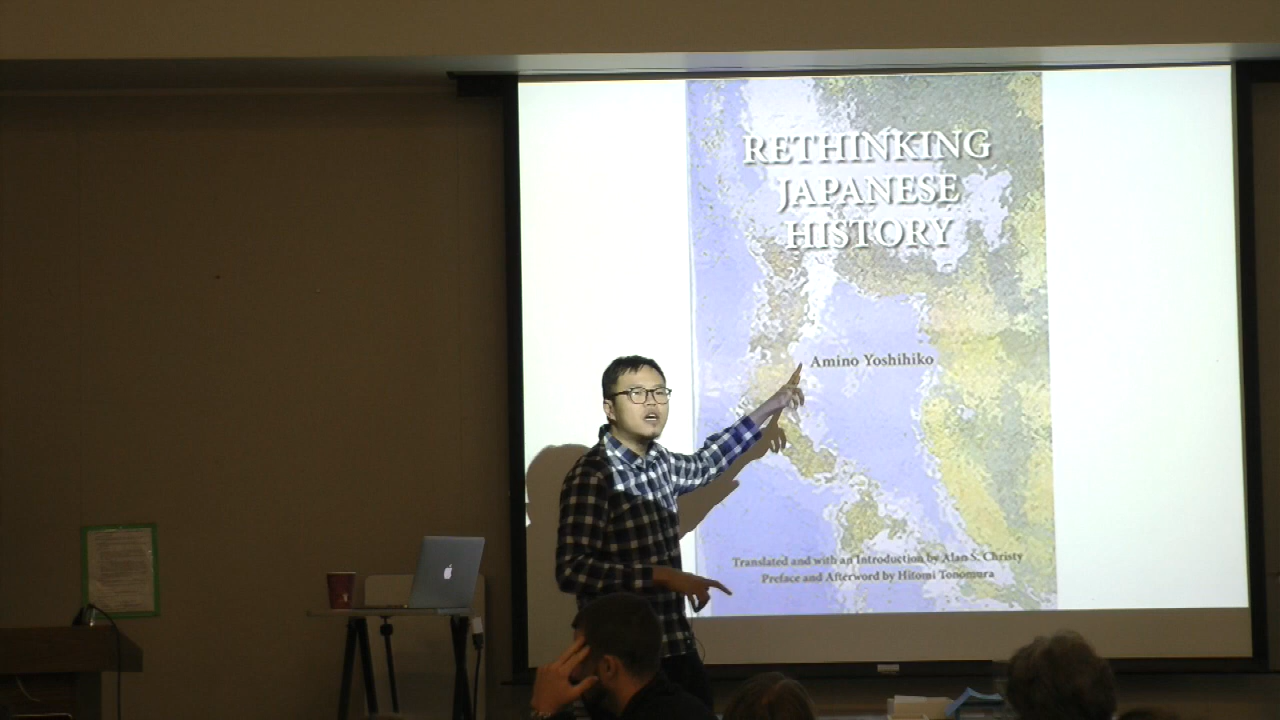 RETHINKING
JAPANESE
HISTORY
Amino Yoshihiko
Translated and with an Introduction by Alan S. Christy
Preface and Afterword by Hitomi Tonomura